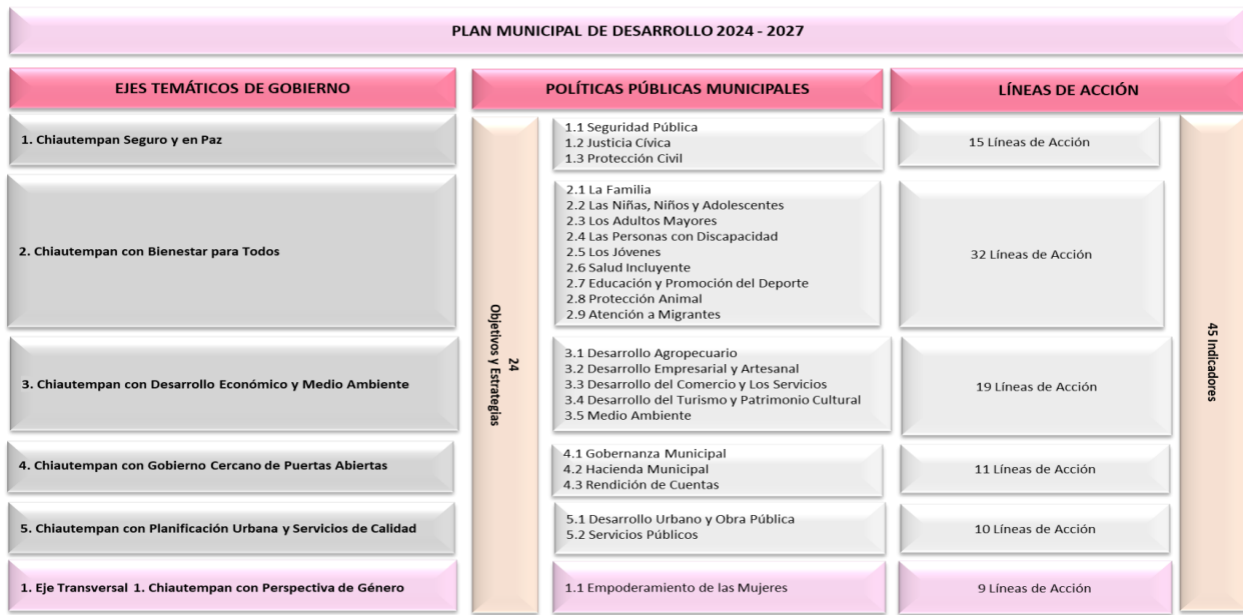 PLAN MUNICIPAL DE DESARROLLO 2024 - 2027
EJES TEMÁTICOS DE GOBIERNO
POLÍTICAS PÚBLICAS MUNICIPALES
LÍNEAS DE ACCIÓN
1. Chiautempan Seguro y en Paz
1.1 Seguridad Pública
1.2 Justicia Cívica
1.3 Protección Civil
15 Líneas de Acción
2. Chiautempan con Bienestar para Todos
2.1 La Familia
2.2 Las Niñas, Niños y Adolescentes
2.3 Los Adultos Mayores
2.4 Las Personas con Discapacidad
2.5 Los Jóvenes
2.6 Salud Incluyente
2.7 Educación y Promoción del Deporte
2.8 Protección Animal
2.9 Atención a Migrantes
32 Líneas de Acción
24
Objetivos y Estrategias
45 Indicadores
3. Chiautempan con Desarrollo Económico y Medio Ambiente
3.1 Desarrollo Agropecuario
3.2 Desarrollo Empresarial y Artesanal
3.3 Desarrollo del Comercio y Los Servicios
3.4 Desarrollo del Turismo y Patrimonio Cultural
3.5 Medio Ambiente
19 Líneas de Acción
4. Chiautempan con Gobierno Cercano de Puertas Abiertas
4.1 Gobernanza Municipal
4.2 Hacienda Municipal
4.3 Rendición de Cuentas
11 Líneas de Acción
5. Chiautempan con Planificación Urbana y Servicios de Calidad
5.1 Desarrollo Urbano y Obra Pública
5.2 Servicios Públicos
10 Líneas de Acción
1. Eje Transversal 1. Chiautempan con Perspectiva de Género
1.1 Empoderamiento de las Mujeres
9 Líneas de Acción